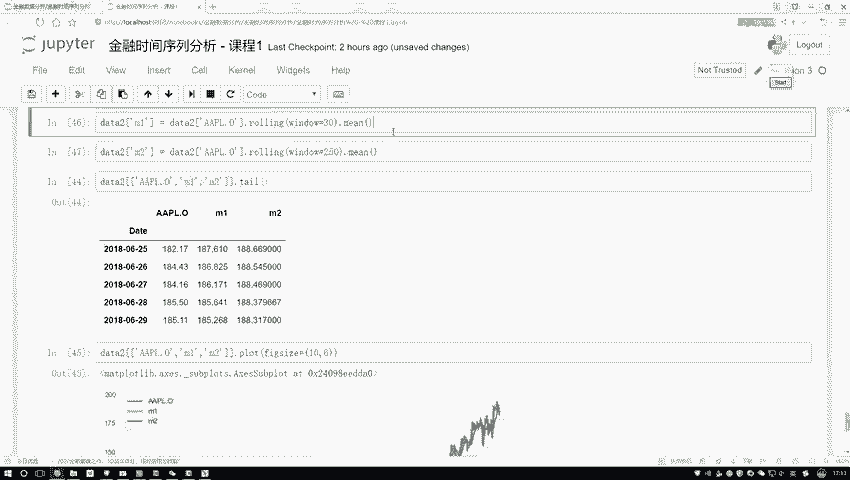 jupyter 金融时间序列分析 - 课程1 Last Checkpoint: 2 hours ago (unsaved changes)
Logout
File Edit View Insert Cell Kernel Widgets Help
Not Trusted
Code
Start
In [46]: data2['m1'] = data2['AAPL.O'].rolling(window=30).mean()
In [47]: data2['m2'] = data2['AAPL.O'].rolling(window=250).mean()
In [44]: data2[['AAPL.O','m1','m2']].tail()
Out[44]:
AAPL.O m1 m2
Date
2018-06-25 182.17 187.610 188.669000
2018-06-26 184.43 186.825 188.545000
2018-06-27 184.16 186.171 188.469000
2018-06-28 185.50 185.641 188.379667
2018-06-29 185.11 185.268 188.317000
In [45]: data2[['AAPL.O','m1','m2']].plot(figsize=(10,6))
Out[45]: <matplotlib.axes._subplots.AxesSubplot at 0x24098eedda0>
200
AAPL.O
m1
175
m2
150